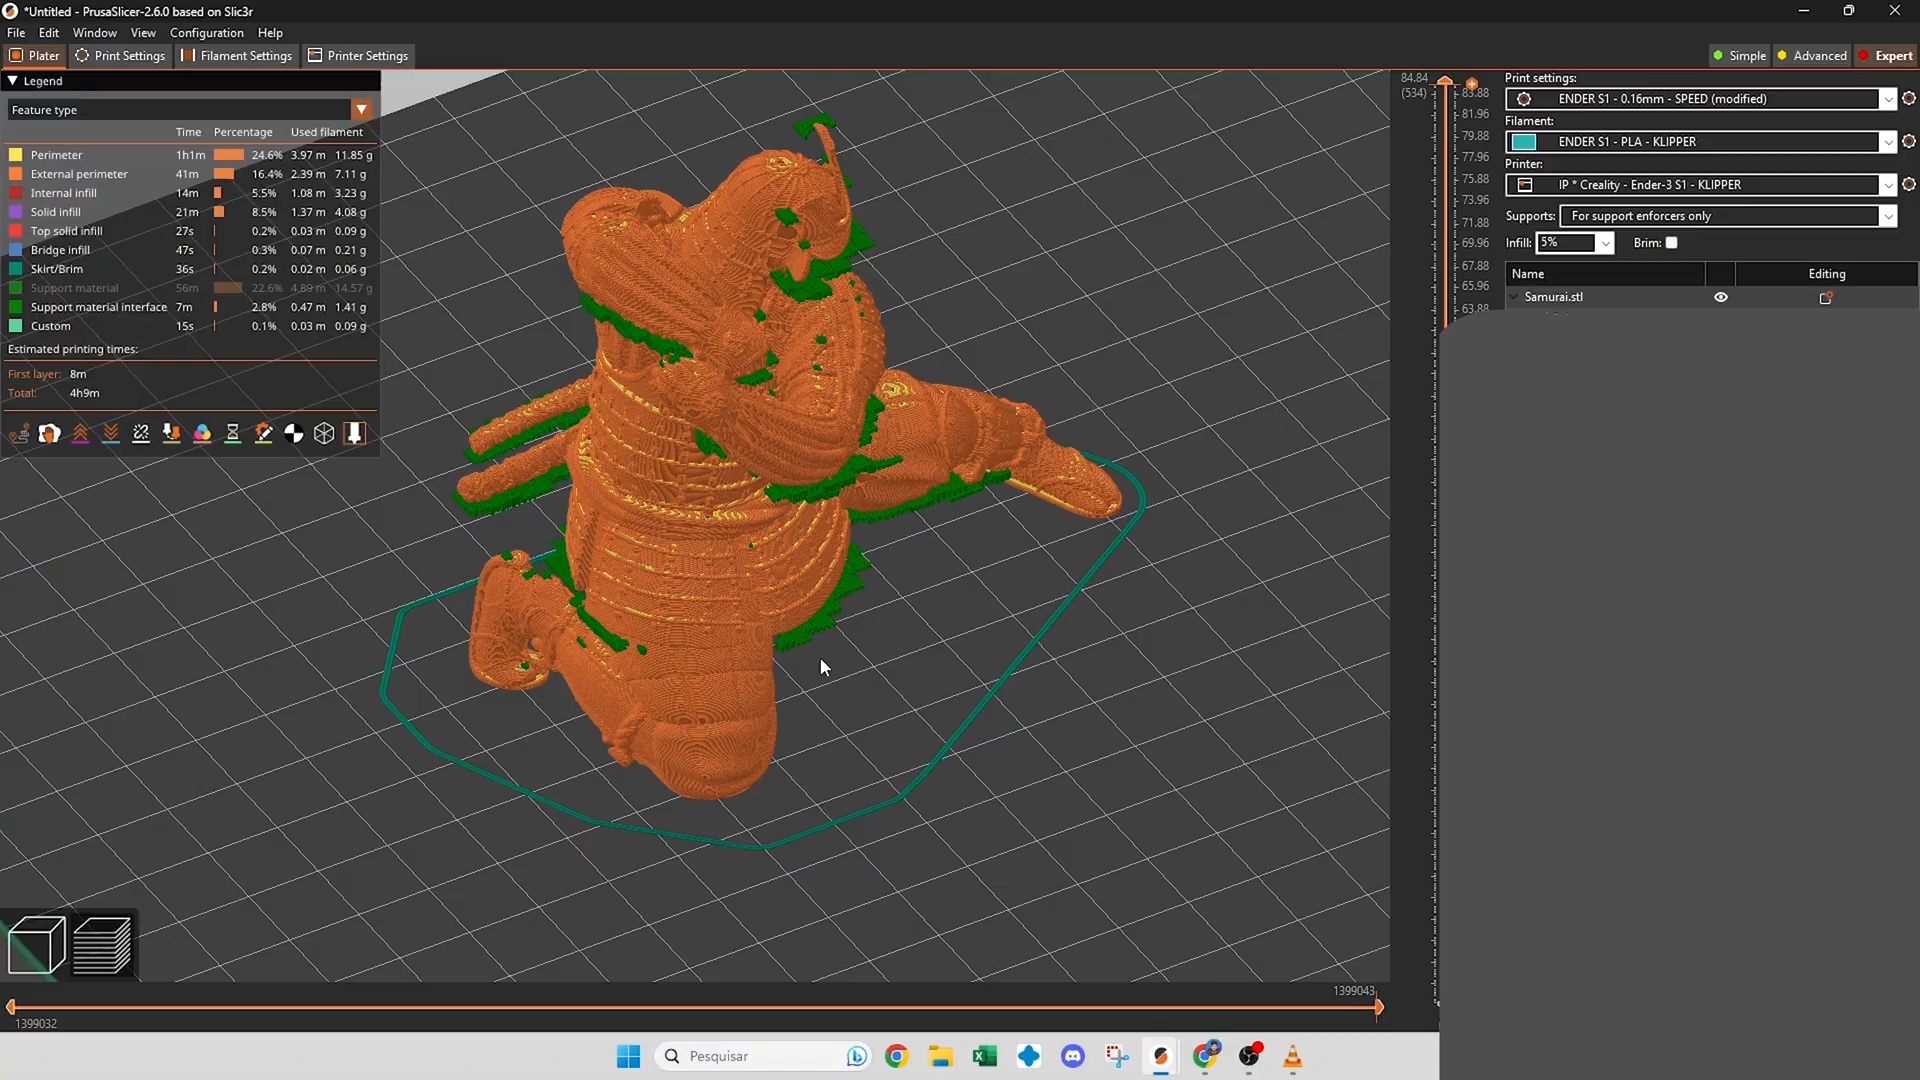 *Untitled - PrusaSlicer-2.6.0 based on Slic3r
File Edit Window View Configuration Help
Plater Print Settings Filament Settings Printer Settings Simple Advanced Expert
Legend
Feature type
Time Percentage Used filament
Perimeter 1h1m 24.6% 3.97 m 11.85 g
External perimeter 41m 16.4% 2.39 m 7.11 g
Internal infill 14m 5.5% 1.08 m 3.23 g
Solid infill 21m 8.5% 1.37 m 4.08 g
Top solid infill 27s 0.2% 0.03 m 0.09 g
Bridge infill 47s 0.3% 0.07 m 0.21 g
Skirt/Brim 36s 0.2% 0.02 m 0.06 g
Support material 56m 22.6% 4.89 m 14.57 g
Support material interface 7m 2.8% 0.47 m 1.41 g
Custom 15s 0.1% 0.03 m 0.09 g
Estimated printing times:
First layer: 8m
Total: 4h9m
84.84
(534)
83.88
81.96
79.88
77.96
75.88
73.96
71.88
69.96
67.88
65.96
63.88
Print settings:
ENDER S1 - 0.16mm - SPEED (modified)
Filament:
ENDER S1 - PLA - KLIPPER
Printer:
IP * Creality - Ender-3 S1 - KLIPPER
Supports: For support enforcers only
Infill: 5% Brim:
Name Editing
Samurai.stl
1399043
1399032
Pesquisar